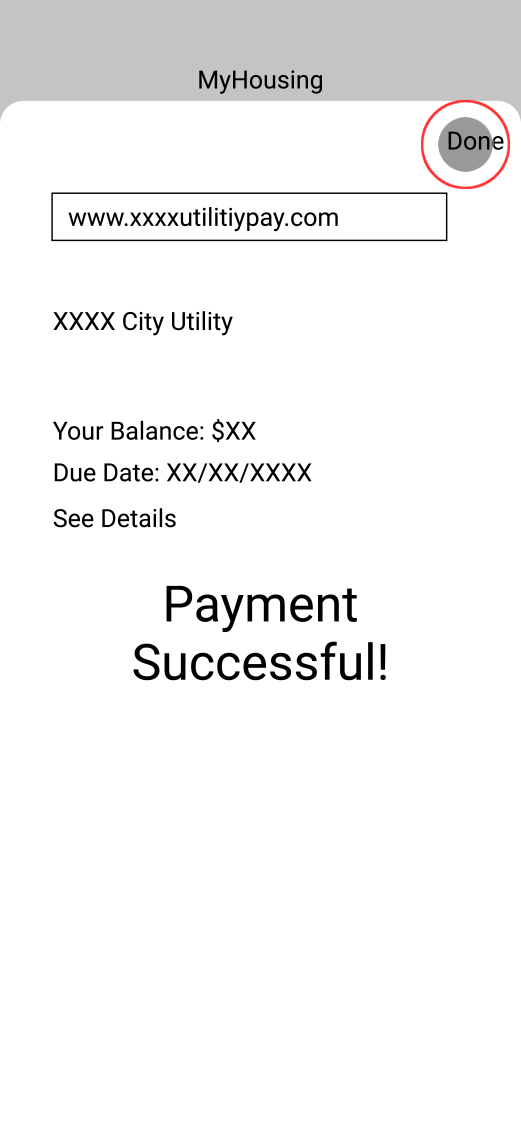 MyHousing
Done
www.xxxxutilitiypay.com
XXXX City Utility
Your Balance: $XX
Due Date: XX/XX/XXXX
See Details
Payment
Successful!